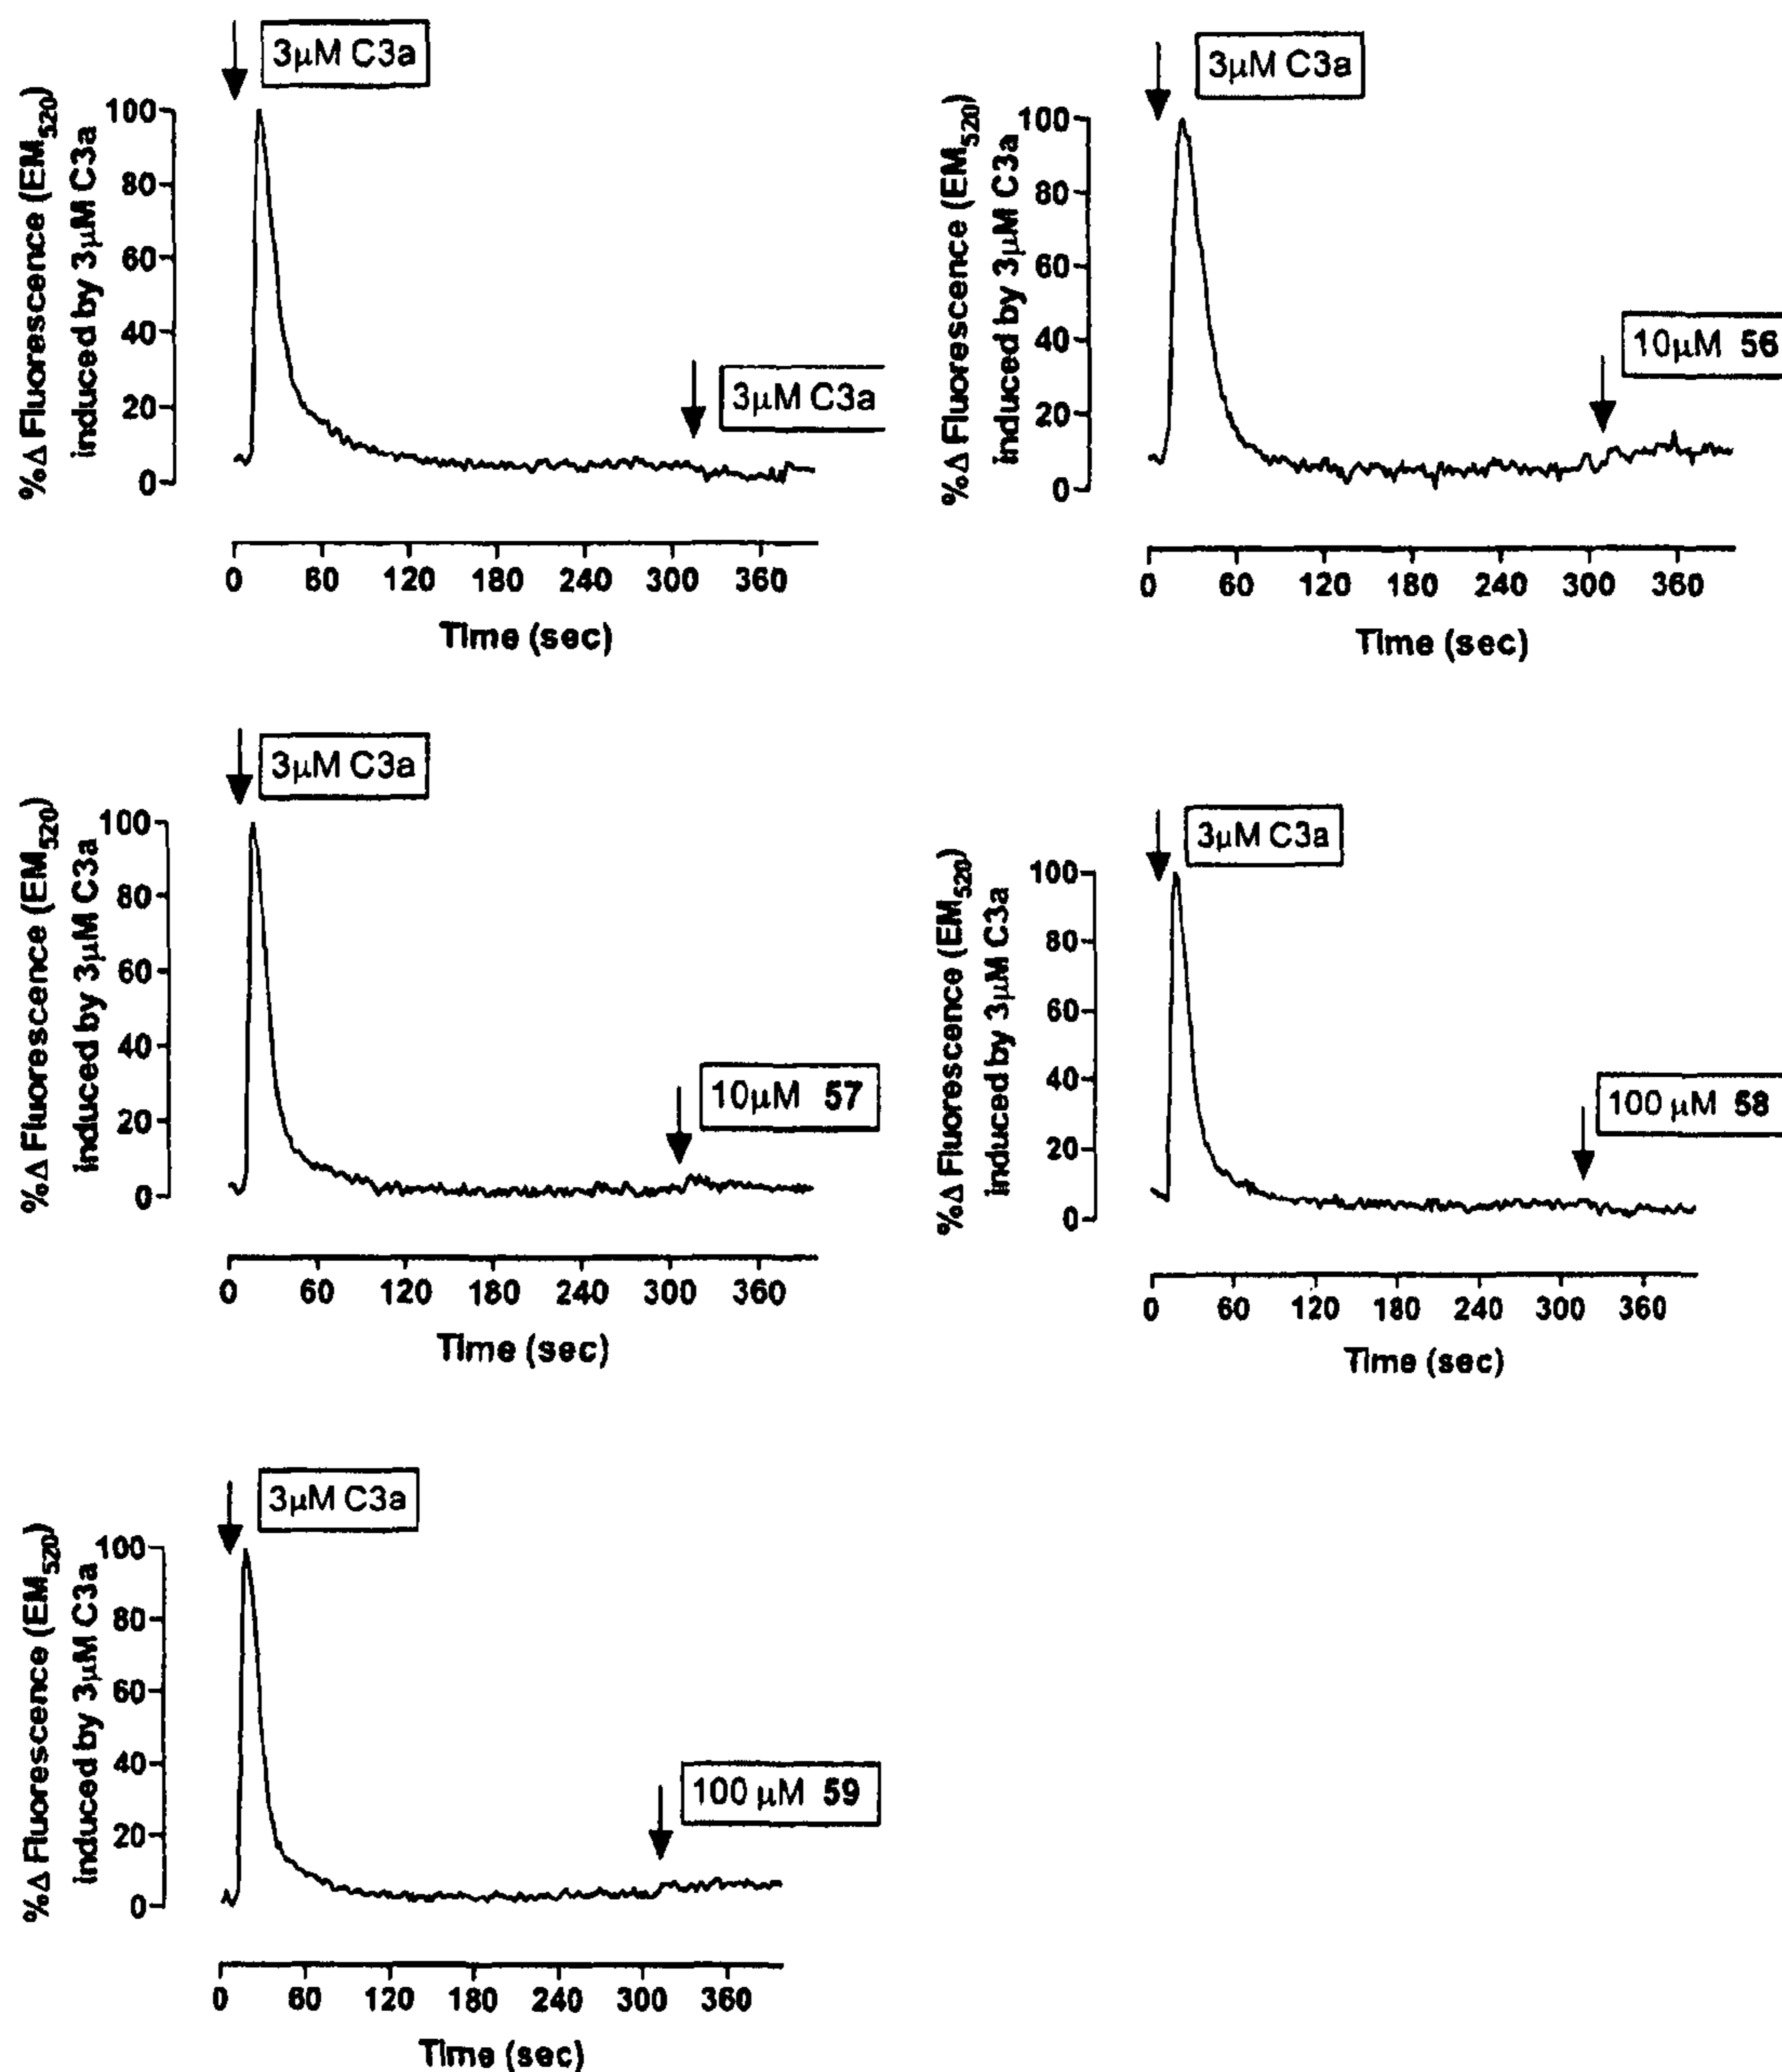 3μM C3a
%Δ Fluorescence (EM520)
induced by 3μM C3a
100
80
60
40
20
0
3μM C3a
0 60 120 180 240 300 360
Time (sec)
3μM C3a
%Δ Fluorescence (EM520)
induced by 3μM C3a
100
80
60
40
20
0
10μM 56
0 60 120 180 240 300 360
Time (sec)
3μM C3a
%Δ Fluorescence (EM520)
induced by 3μM C3a
100
80
60
40
20
0
10μM 57
0 60 120 180 240 300 360
Time (sec)
3μM C3a
%Δ Fluorescence (EM520)
induced by 3μM C3a
100
80
60
40
20
0
100 μM 58
0 60 120 180 240 300 360
Time (sec)
3μM C3a
%Δ Fluorescence (EM520)
induced by 3μM C3a
100
80
60
40
20
0
100 μM 59
0 60 120 180 240 300 360
Time (sec)